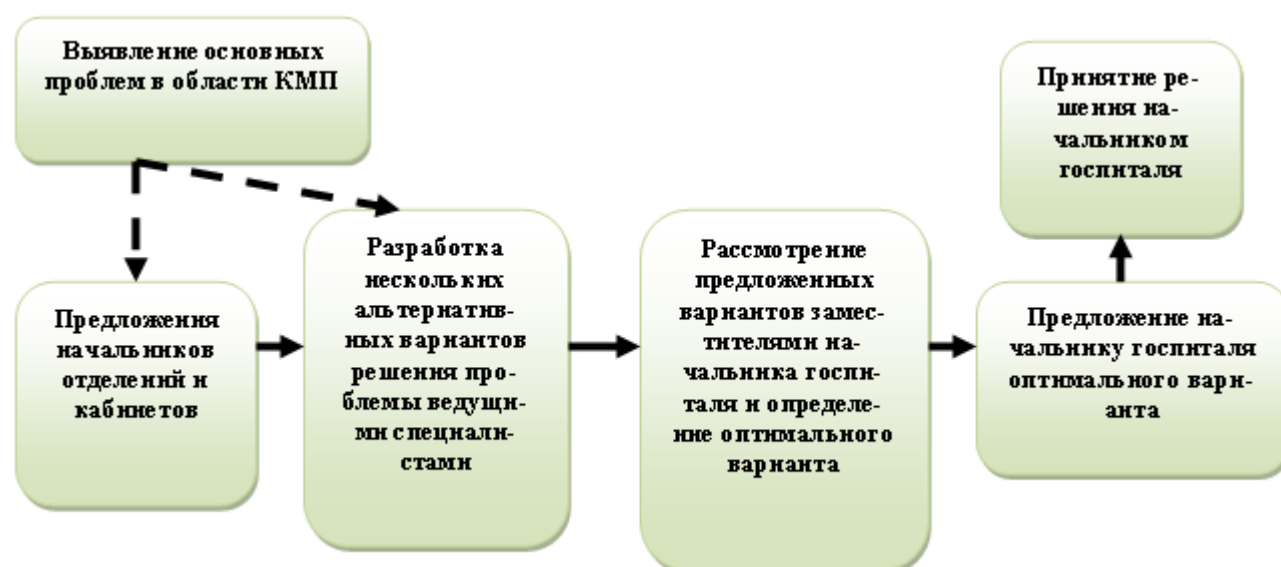 Выявление основных
проблем в области КМП
Принятие ре-
шения на-
чальником
госпиталя
Предложения
начальников
отделений и
кабинетов
Разработка
нескольких
альтернатив-
ных вариантов
решения про-
блемы ведущи-
ми специали-
стами
Рассмотрение
предложенных
вариантов замес-
тителями на-
чальника госпи-
таля и определе-
ние оптимального
варианта
Предложение на-
чальнику госпиталя
оптимального вари-
анта